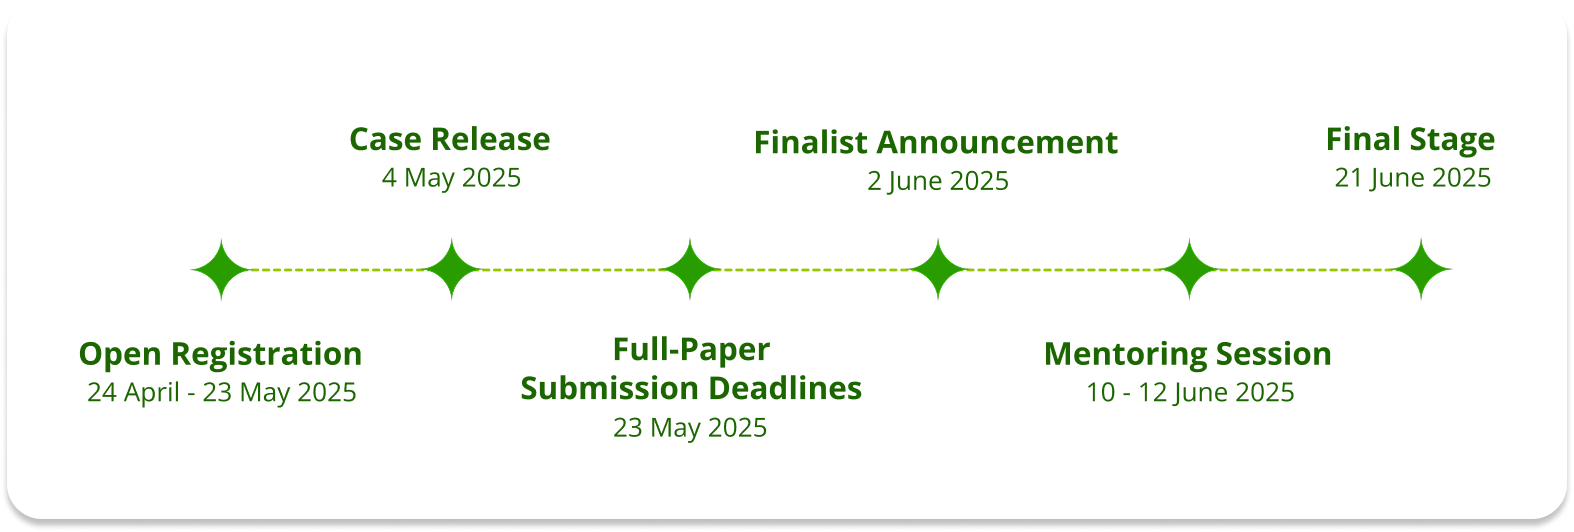 Open Registration
24 April - 23 May 2025
Case Release
4 May 2025
Full-Paper
Submission Deadlines
23 May 2025
Finalist Announcement
2 June 2025
Mentoring Session
10 - 12 June 2025
Final Stage
21 June 2025